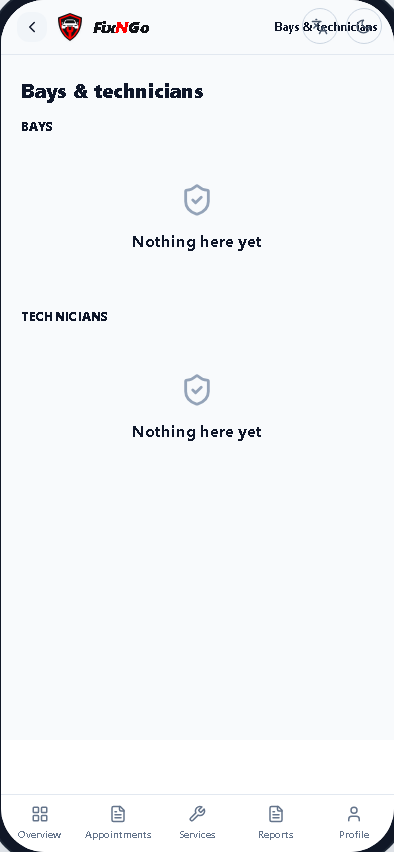 FixNGo
Bays & technicians
Bays & technicians
BAYS
Nothing here yet
TECHNICIANS
Nothing here yet
Overview
Appointments
Services
Reports
Profile